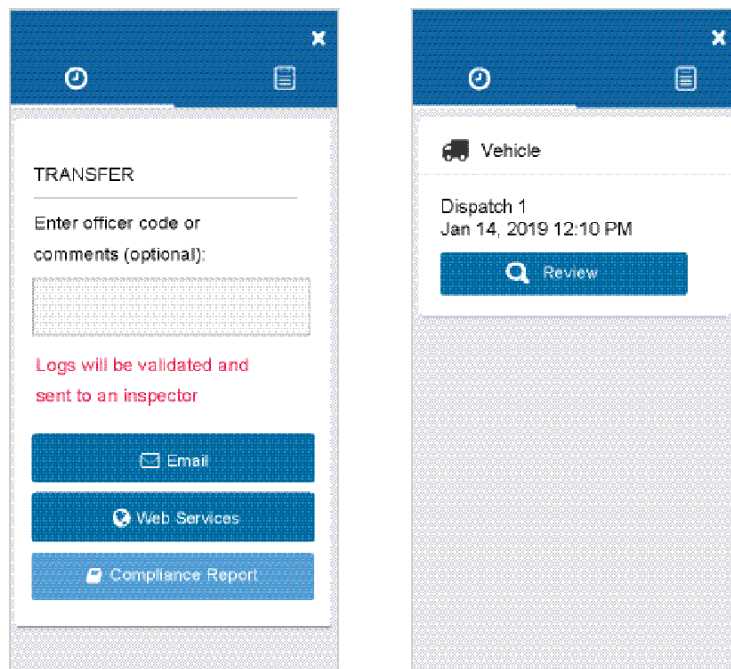 TRANSFER
Enter officer code or
comments (optional):
Logs will be validated and
sent to an inspector
Email
Web Services
Compliance Report
Vehicle
Dispatch 1
Jan 14, 2019 12:10 PM
Review